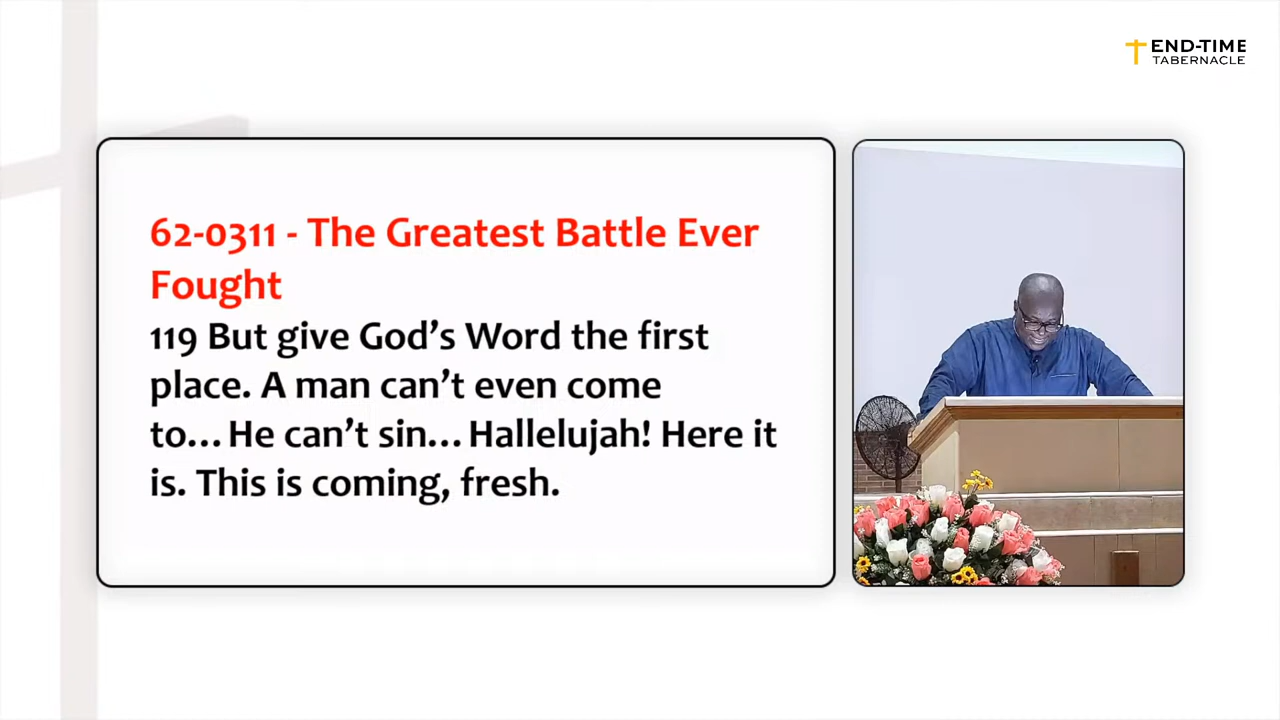 END-TIME
TABERNACLE
62-0311 - The Greatest Battle Ever
Fought
119 But give God’s Word the first
place. A man can’t even come
to… He can’t sin… Hallelujah! Here it
is. This is coming, fresh.